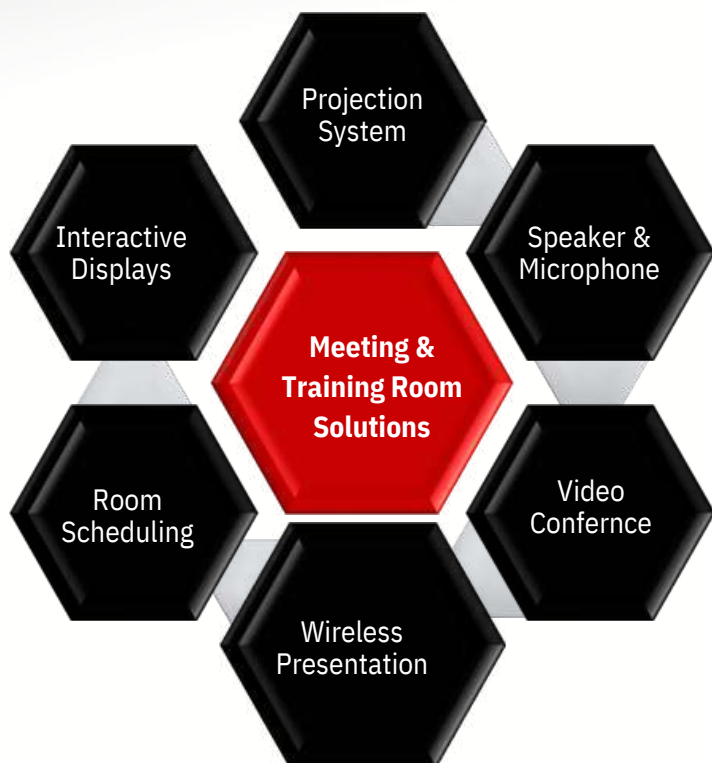 Projection
System
Interactive
Displays
Speaker &
Microphone
Meeting &
Training Room
Solutions
Room
Scheduling
Video
Confernce
Wireless
Presentation